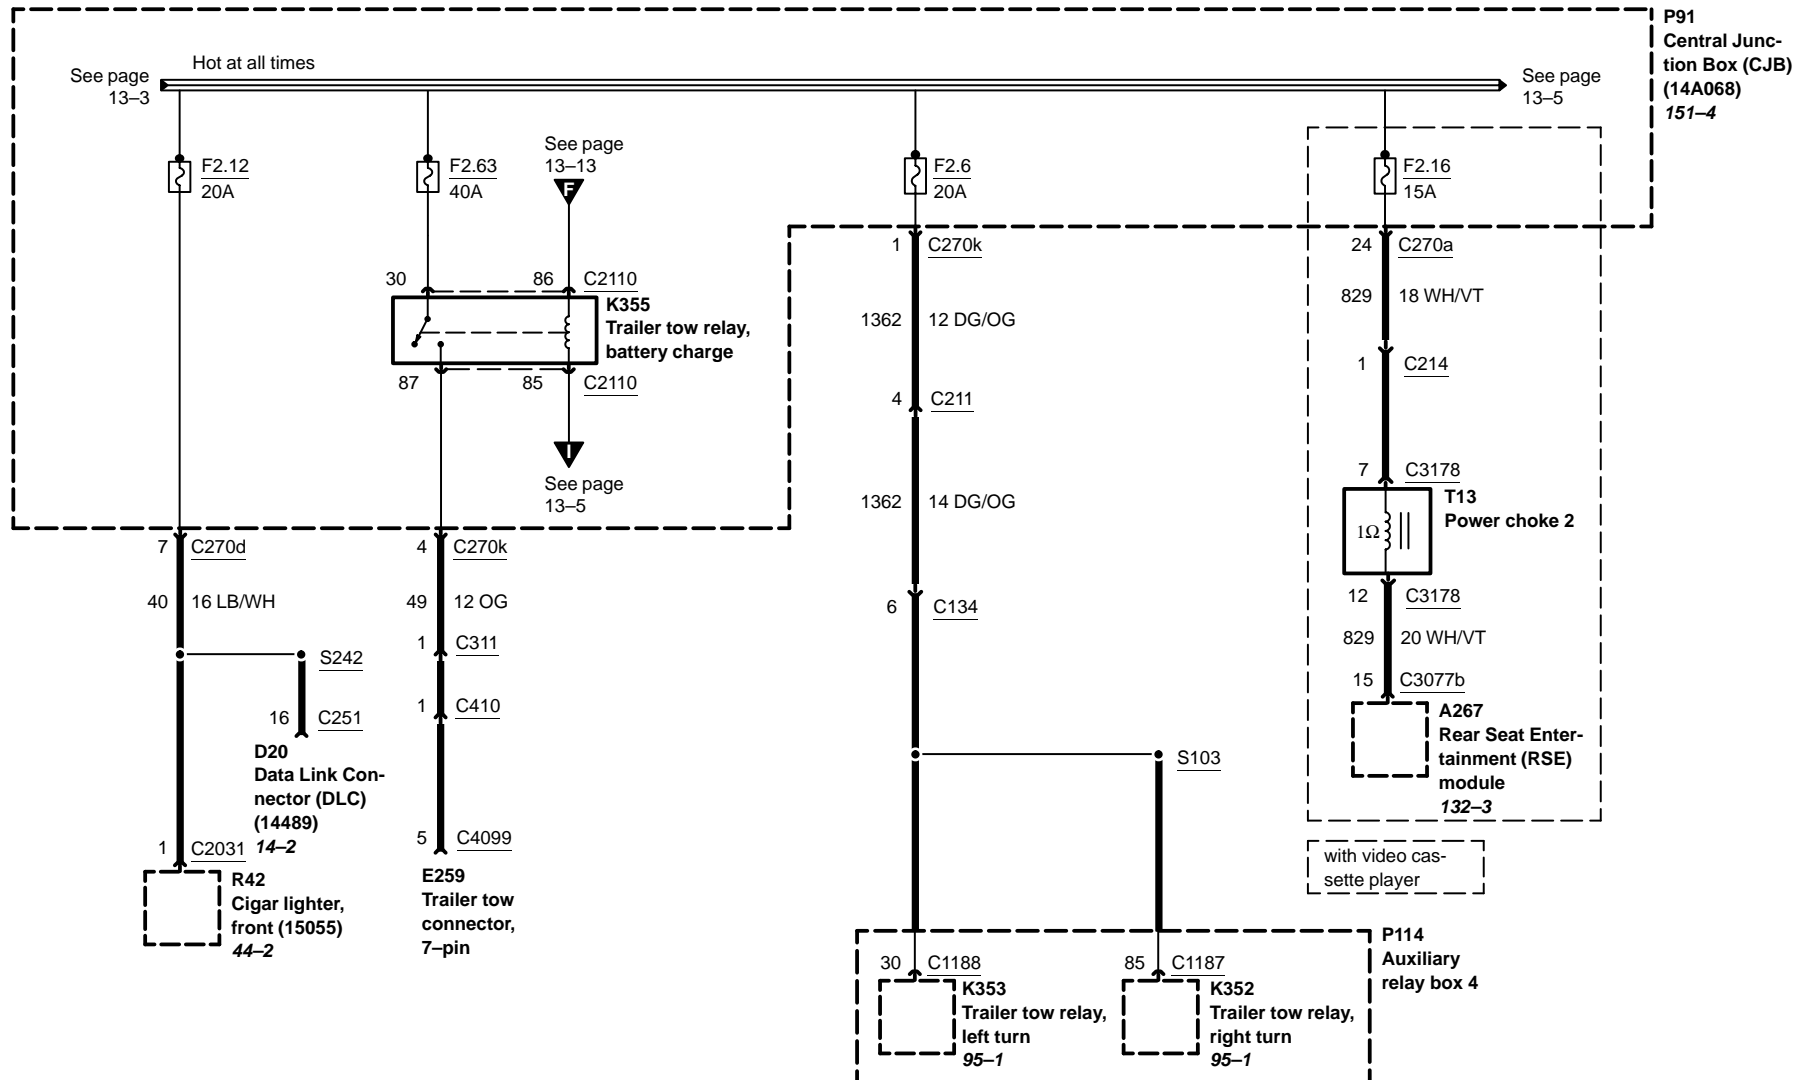 P91
Central Junc-
tion Box (CJB)
(14A068)
151–4
Hot at all times
See page
13–3
See page
13–5
F2.12
20A
F2.63
40A
See page
13–13
F
F2.6
20A
F2.16
15A
30
86
C2110
K355
Trailer tow relay,
battery charge
87
85
C2110
I
See page
13–5
1
C270k
1362
12 DG/OG
4
C211
1362
14 DG/OG
6
C134
S103
24
C270a
829
18 WH/VT
1
C214
7
C3178
T13
Power choke 2
1Ω
12
C3178
829
20 WH/VT
15
C3077b
A267
Rear Seat Enter-
tainment (RSE)
module
132–3
with video cas-
sette player
7
C270d
40
16 LB/WH
S242
16
C251
D20
Data Link Con-
nector (DLC)
(14489)
14–2
1
C2031
R42
Cigar lighter,
front (15055)
44–2
4
C270k
49
12 OG
1
C311
1
C410
5
C4099
E259
Trailer tow
connector,
7–pin
P114
Auxiliary
relay box 4
30
C1188
K353
Trailer tow relay,
left turn
95–1
85
C1187
K352
Trailer tow relay,
right turn
95–1